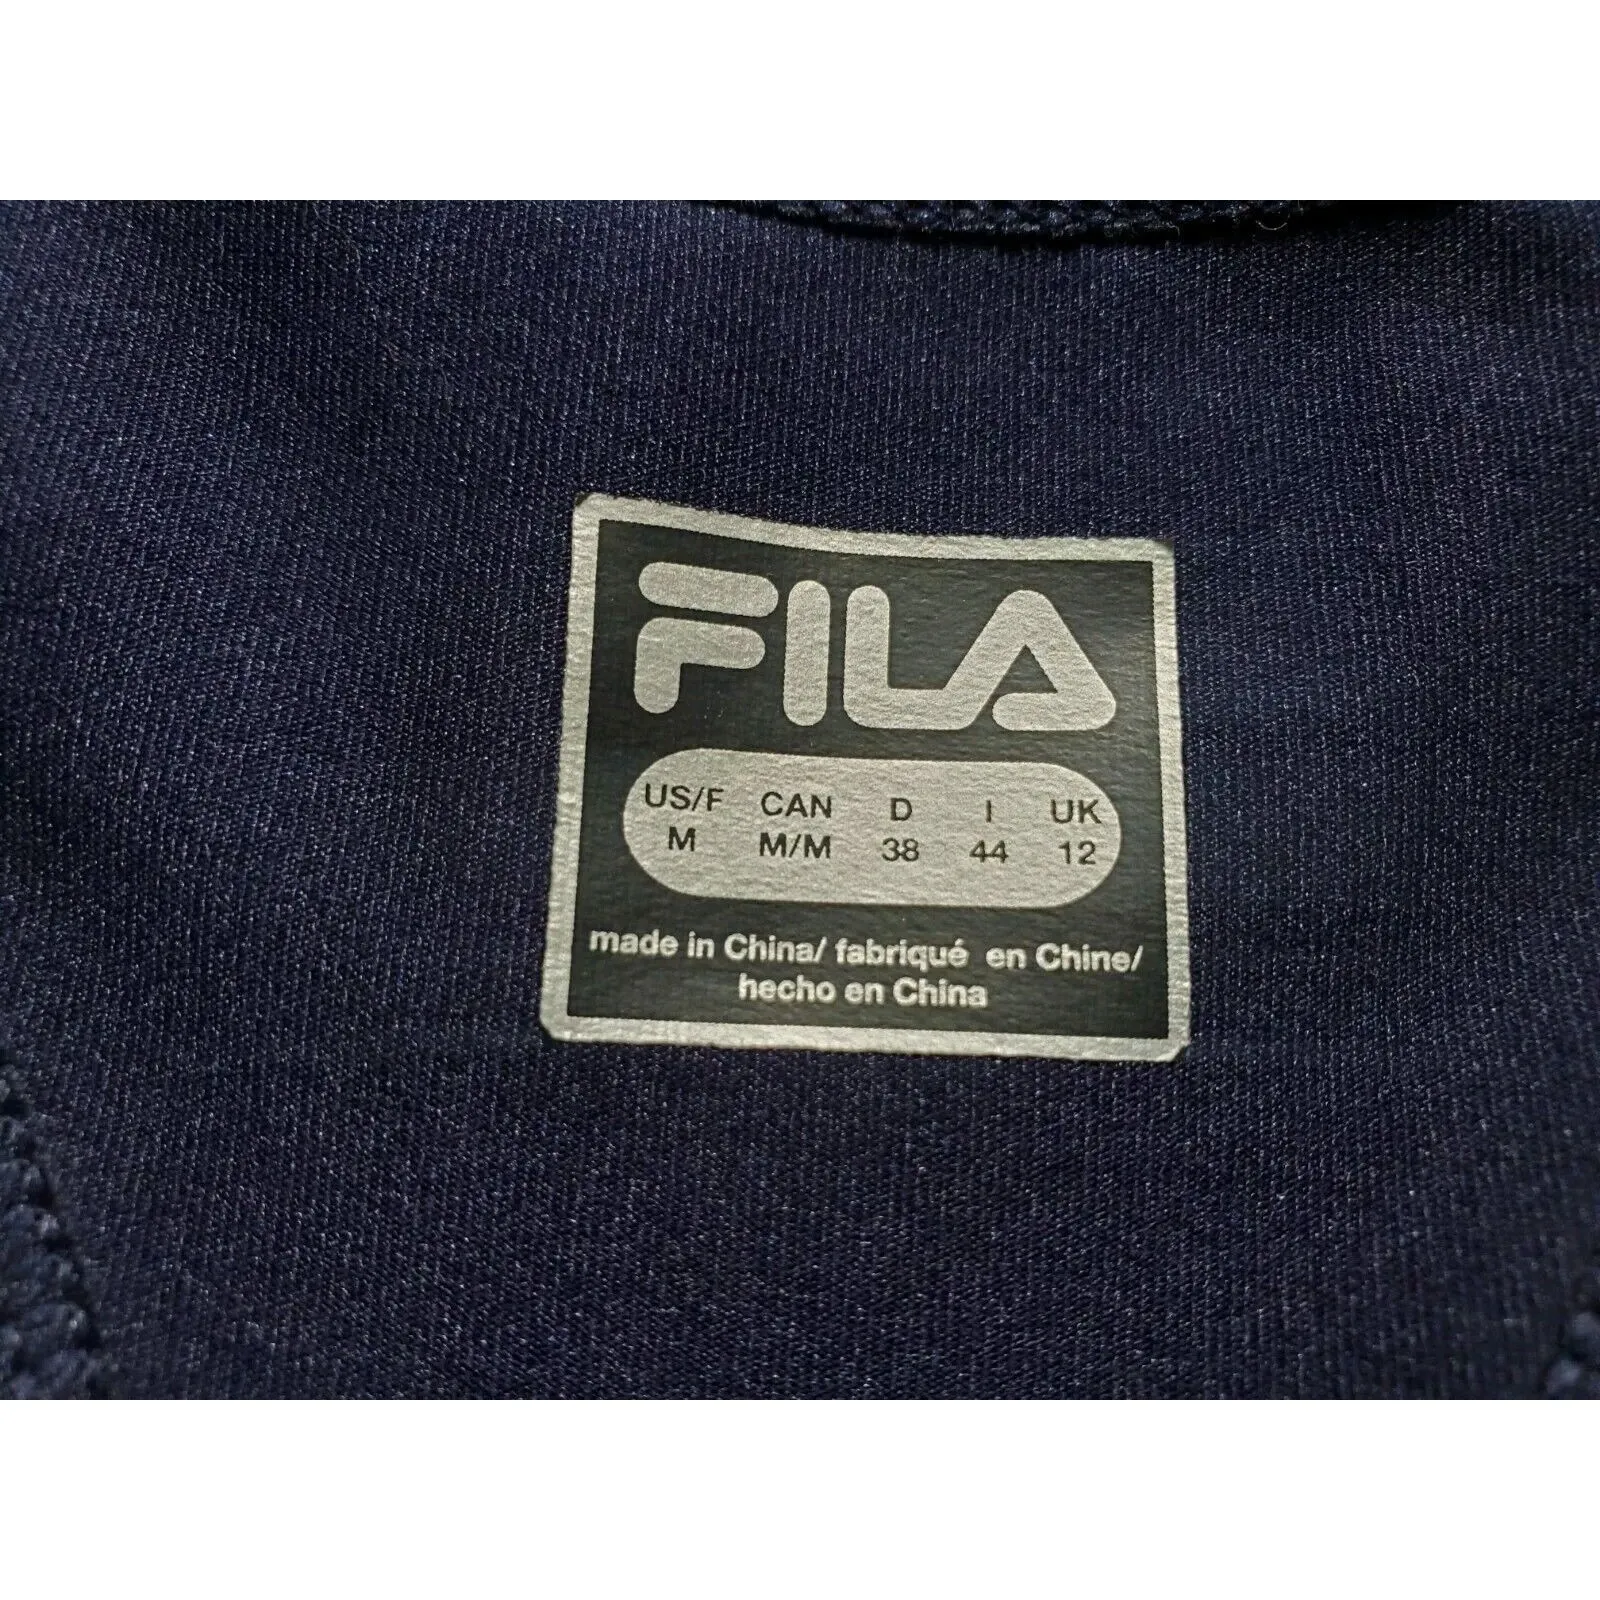 FILA
US/F CAN D I UK
M M/M 38 44 12
made in China/ fabriqué en Chine/
hecho en China